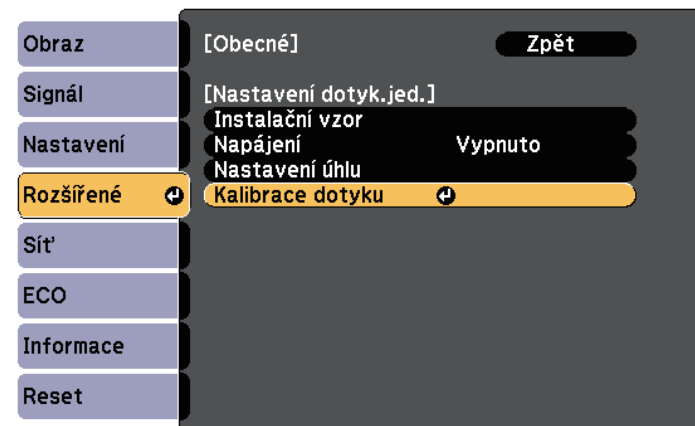 Obraz
Signál
Nastavení
Rozšířené
Síť
ECO
Informace
Reset
[Obecné] Zpět
[Nastavení dotyk.jed.]
Instalační vzor
Napájení Vypnuto
Nastavení úhlu
Kalibrace dotyku